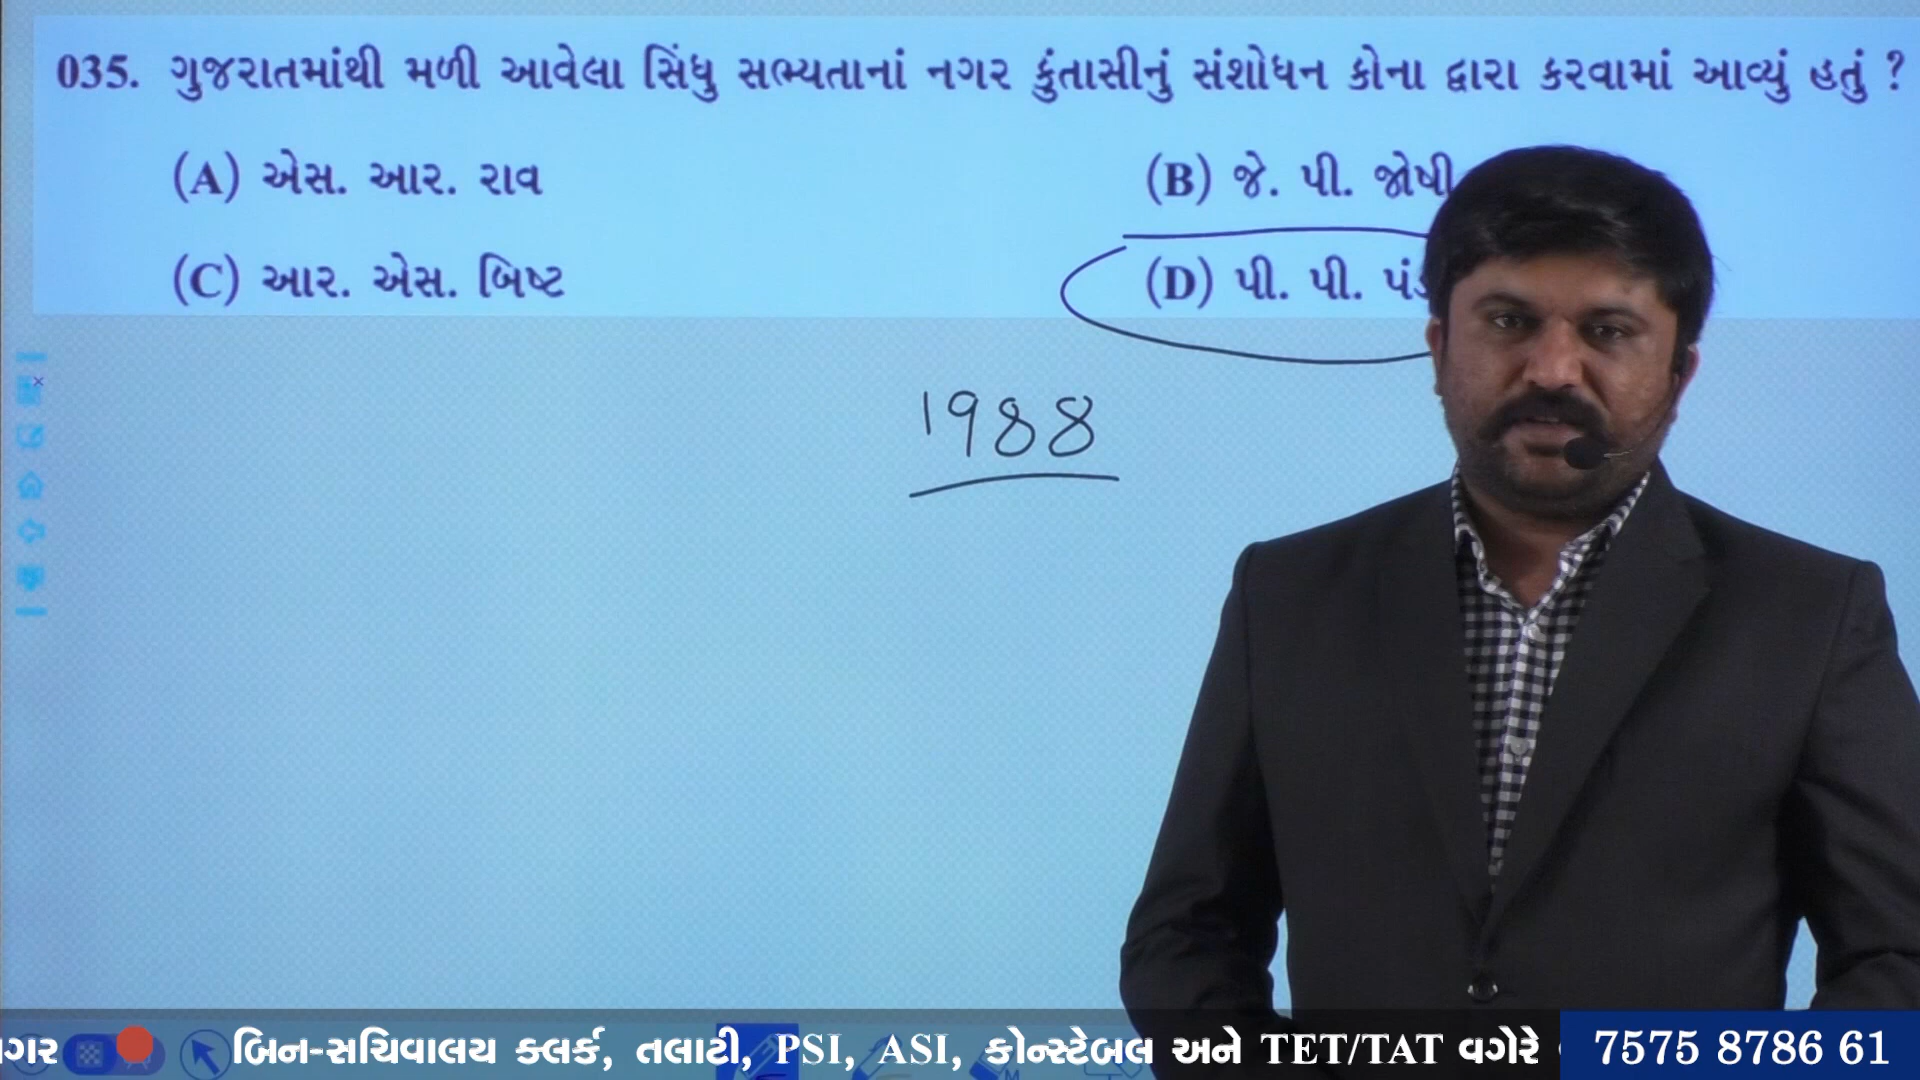 035. ગુજરાતમાંથી મળી આવેલા સિંધુ સભ્યતાનાં નગર કુંતાસીનું સંશોધન કોના દ્વારા કરવામાં આવ્યું હતું ?
(A) એસ. આર. રાવ
(B) જે. પી. જોષી
(C) આર. એસ. બિષ્ટ
(D) પી. પી.
1988
બિન-સચિવાલય ક્લર્ક, તલાટી, PSI, ASI, કોન્સ્ટેબલ અને TET/TAT વગેરે
7575 8786 61